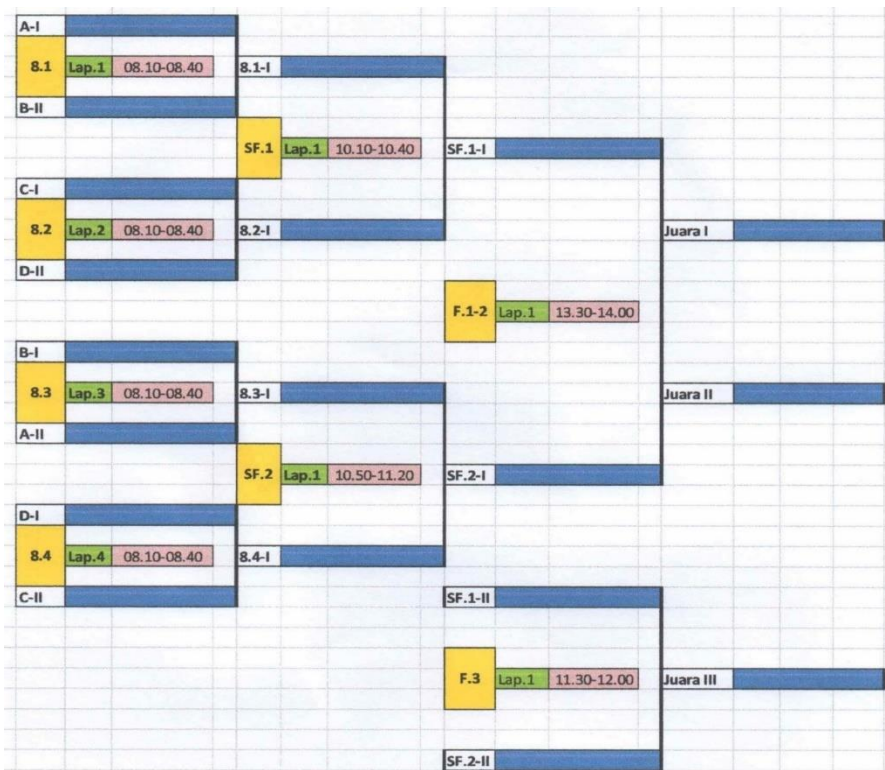 A-I
8.1 Lap.1 08.10-08.40 8.1-I
B-II
SF.1 Lap.1 10.10-10.40 SF.1-I
C-I
8.2 Lap.2 08.10-08.40 8.2-I Juara I
D-II
F.1-2 Lap.1 13.30-14.00
B-I
8.3 Lap.3 08.10-08.40 8.3-I Juara II
A-II
SF.2 Lap.1 10.50-11.20 SF.2-I
D-I
8.4 Lap.4 08.10-08.40 8.4-I
C-II SF.1-II
F.3 Lap.1 11.30-12.00 Juara III
SF.2-II